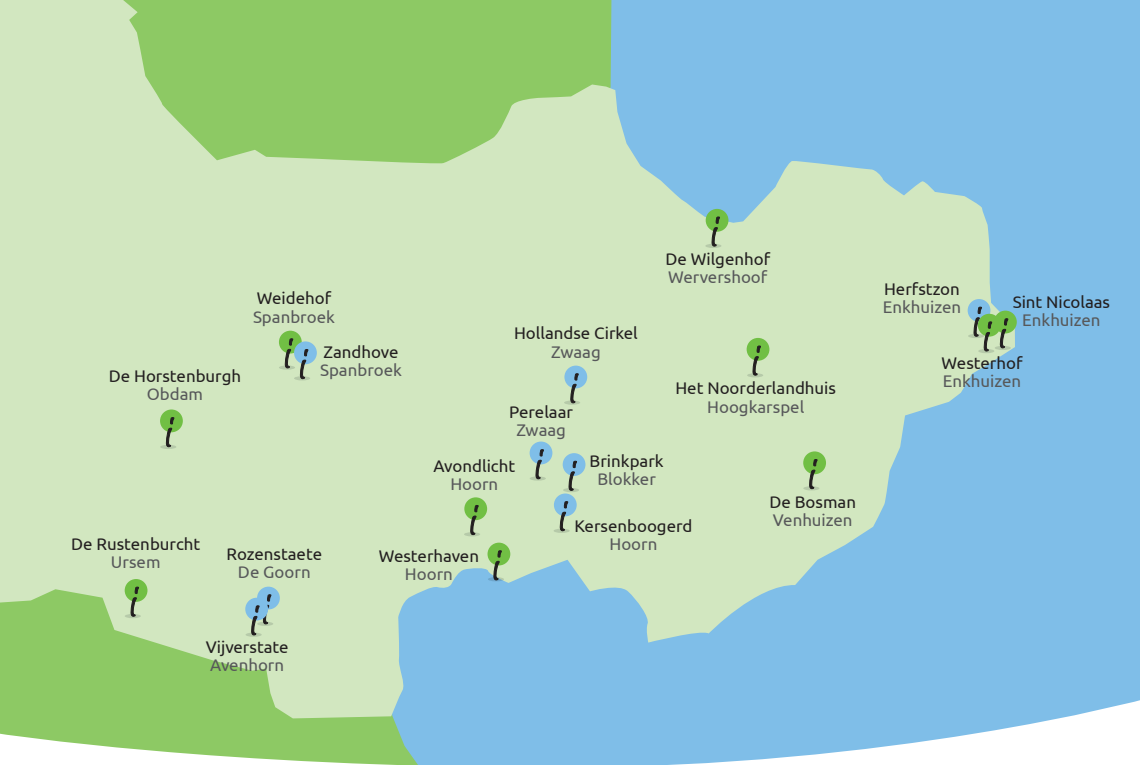 De Wilgenhof
Wervershoof
Herfstzon
Enkhuizen
Sint Nicolaas
Enkhuizen
Westerhof
Enkhuizen
Weidehof
Spanbroek
Zandhove
Spanbroek
Hollandse Cirkel
Zwaag
De Horstenburgh
Obdam
Het Noorderlandhuis
Hoogkarspel
Perelaar
Zwaag
Avondlicht
Hoorn
Brinkpark
Blokker
De Bosman
Venhuizen
Kersenboogerd
Hoorn
De Rustenburcht
Ursem
Rozenstaete
De Goorn
Westerhaven
Hoorn
Vijverstate
Avenhorn